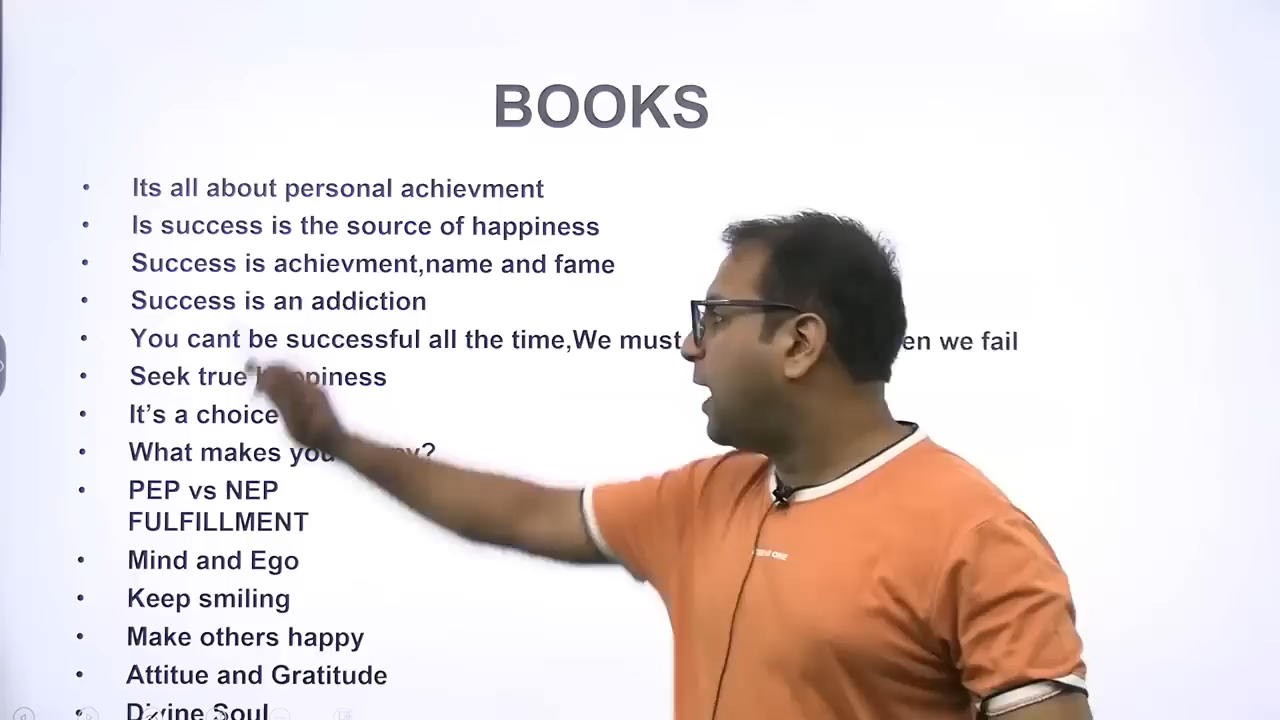 BOOKS
• Its all about personal achievment
• Is success is the source of happiness
• Success is achievment,name and fame
• Success is an addiction
• You cant be successful all the time,We must en we fail
• Seek true happiness
• It’s a choice
• What makes you
• PEP vs NEP
FULFILLMENT
• Mind and Ego
• Keep smiling
• Make others happy
• Attitue and Gratitude
• Divine Soul